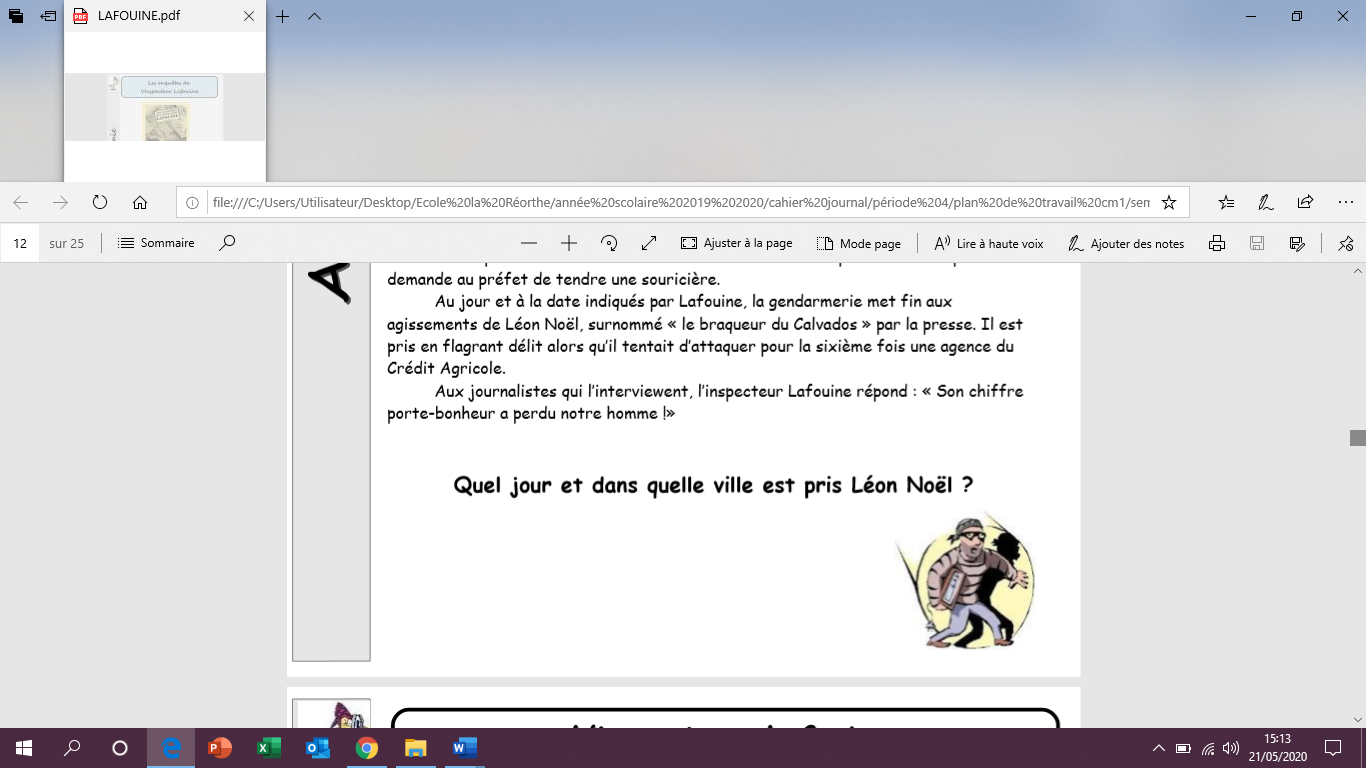 LAFOUINE.pdf
Les enquêtes de
l'inspecteur Lafouine
LAFOUINE
file:///C:/Users/Utilisateur/Desktop/Ecole%20la%20Réorthe/année%20scolaire%202019%202020/cahier%20journal/période%204/plan%20de%20travail%20cm1/sem
12 sur 25 Sommaire Ajuster à la page Mode page Lire à haute voix Ajouter des notes
demande au préfet de tendre une souricière.
Au jour et à la date indiqués par Lafouine, la gendarmerie met fin aux
agissements de Léon Noël, surnommé « le braqueur du Calvados » par la presse. Il est
pris en flagrant délit alors qu'il tentait d'attaquer pour la sixième fois une agence du
Crédit Agricole.
Aux journalistes qui l'interviewent, l'inspecteur Lafouine répond : « Son chiffre
porte-bonheur a perdu notre homme !»
Quel jour et dans quelle ville est pris Léon Noël ?
15:13
21/05/2020